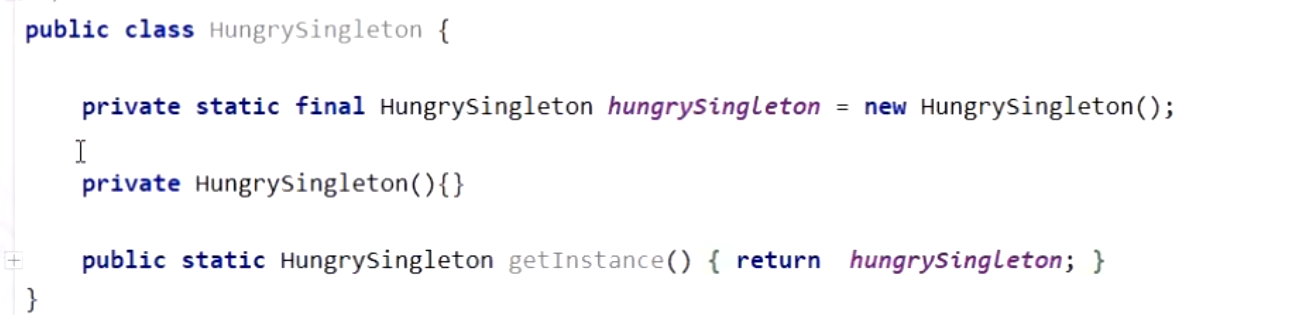 public class HungrySingleton {
private static final HungrySingleton hungrySingleton = new HungrySingleton();
private HungrySingleton(){}
public static HungrySingleton getInstance() { return  hungrySingleton; }
}